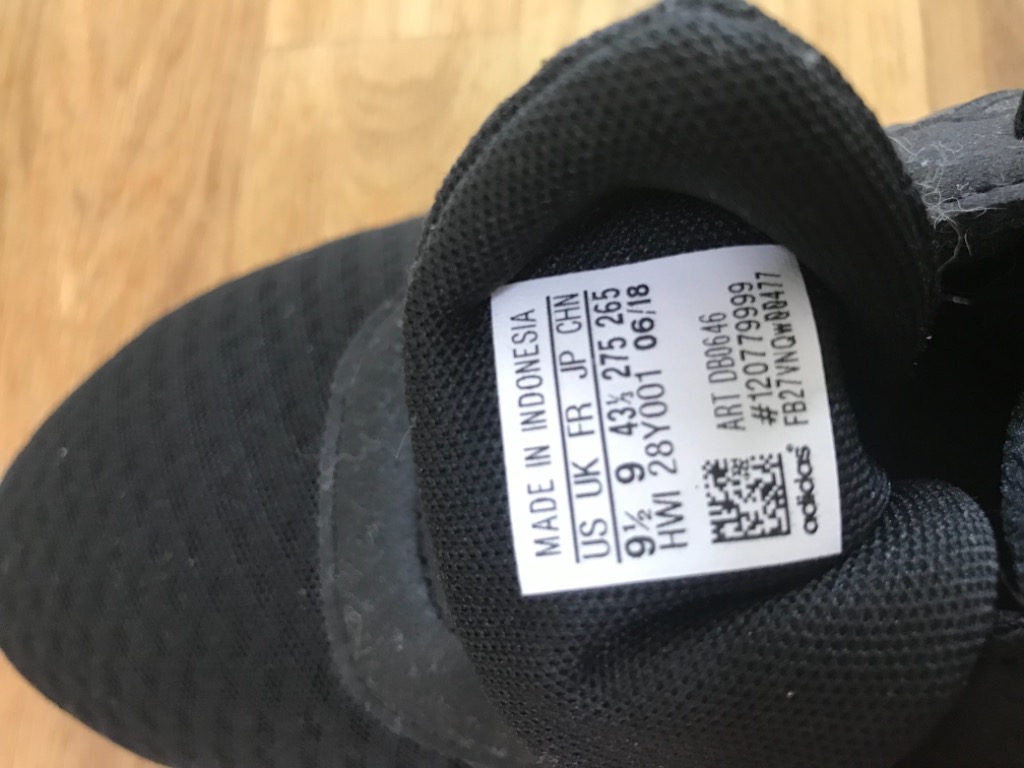 MADE IN INDONESIA
US UK FR JP CHN
9½ 9 43⅓ 275 265
HWI 28Y001 06/18
ART DB0646
#1207779999
FB27VNQW00477
adidas